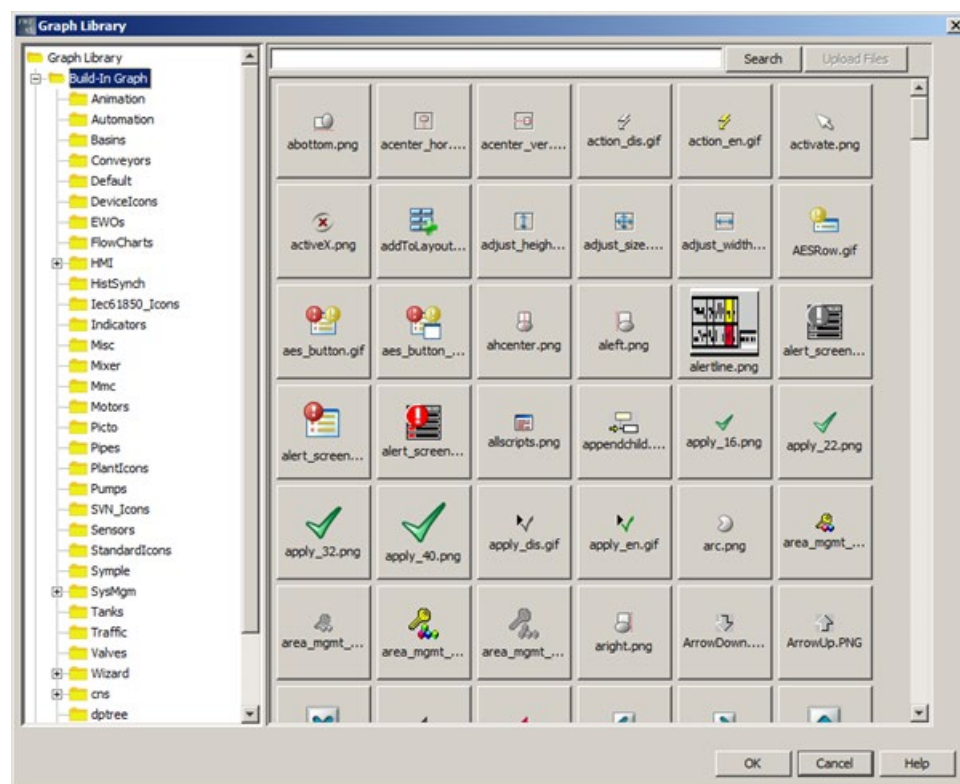 Graph Library
Graph Library
Build-In Graph
Animation
Automation
Basins
Conveyors
Default
DeviceIcons
EWOs
FlowCharts
HMI
HistSynch
Iec61850_Icons
Indicators
Misc
Mixer
Mmc
Motors
Picto
Pipes
PlantIcons
Pumps
SVN_Icons
Sensors
StandardIcons
Symple
SysMgm
Tanks
Traffic
Valves
Wizard
cns
dptree
Search Upload Files
abottom.png acenter_hor.... acenter_ver.... action_dis.gif action_en.gif activate.png
activeX.png addToLayout... adjust_heigh... adjust_size.... adjust_width... AESRow.gif
aes_button.gif aes_button_... ahcenter.png aleft.png alertline.png alert_screen...
alert_screen... alert_screen... allscripts.png appendchild.... apply_16.png apply_22.png
apply_32.png apply_40.png apply_dis.gif apply_en.gif arc.png area_mgmt_...
area_mgmt_... area_mgmt_... area_mgmt_... aright.png ArrowDown.... ArrowUp.PNG
OK Cancel Help